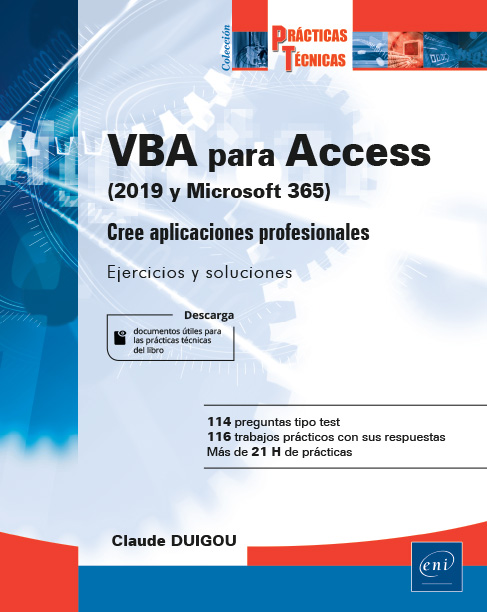 Colección
PRÁCTICAS
TÉCNICAS
VBA para Access
(2019 y Microsoft 365)
Cree aplicaciones profesionales
Ejercicios y soluciones
Descarga
documentos útiles para
las prácticas técnicas
del libro
114 preguntas tipo test
116 trabajos prácticos con sus respuestas
Más de 21 H de prácticas
Claude DUIGOU
eni